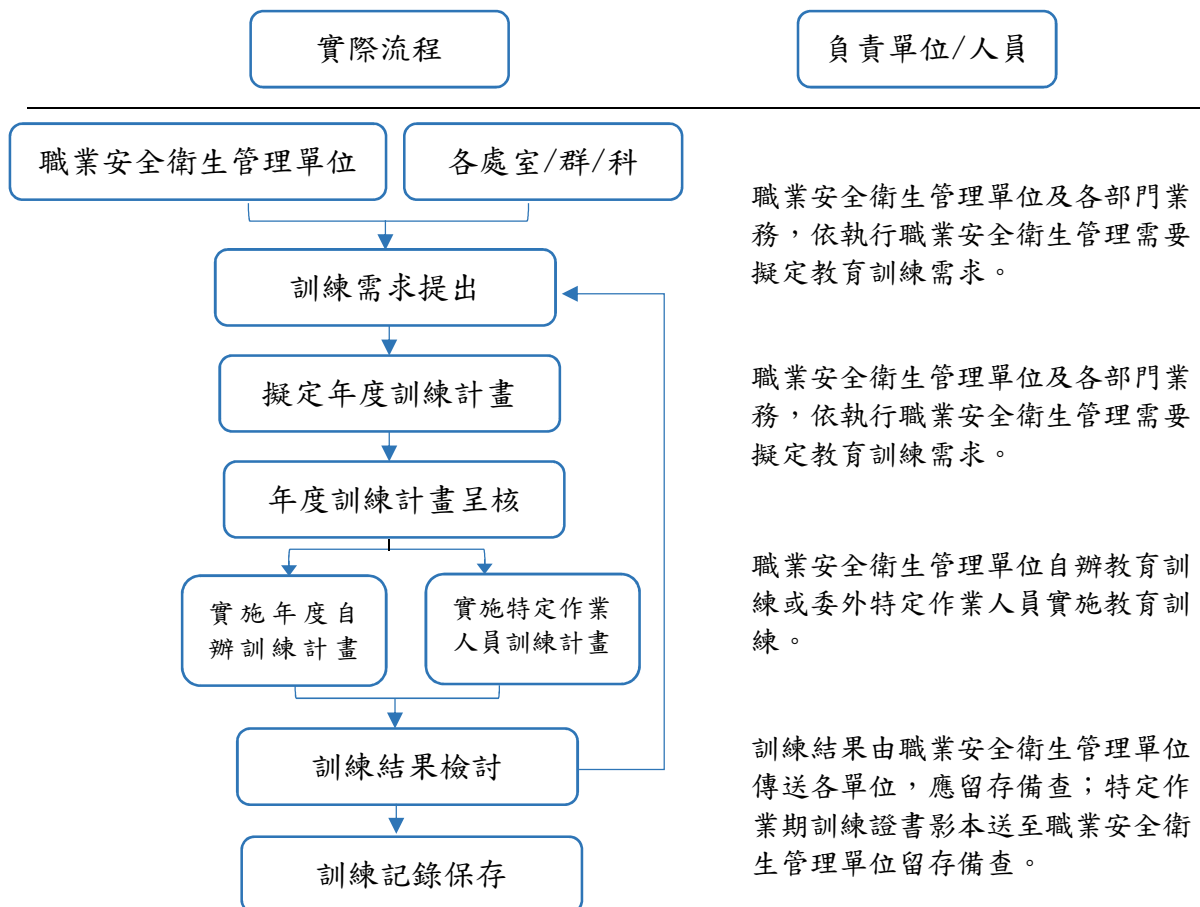 實際流程
負責單位/人員
職業安全衛生管理單位
各處室/群/科
職業安全衛生管理單位及各部門業
務，依執行職業安全衛生管理需要
擬定教育訓練需求。
訓練需求提出
擬定年度訓練計畫
職業安全衛生管理單位及各部門業
務，依執行職業安全衛生管理需要
擬定教育訓練需求。
年度訓練計畫呈核
實施年度自
辦訓練計畫
實施特定作業
人員訓練計畫
職業安全衛生管理單位自辦教育訓
練或委外特定作業人員實施教育訓
練。
訓練結果檢討
訓練結果由職業安全衛生管理單位
傳送各單位，應留存備查；特定作
業期訓練證書影本送至職業安全衛
生管理單位留存備查。
訓練記錄保存